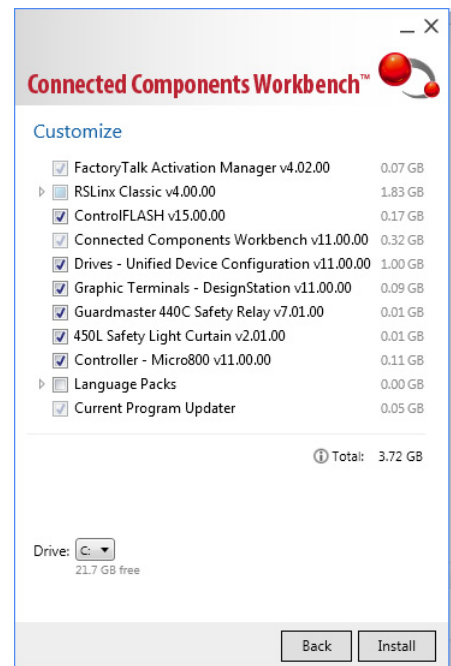 Connected Components Workbench™
Customize
FactoryTalk Activation Manager v4.02.00 0.07 GB
RSLinx Classic v4.00.00 1.83 GB
ControlFLASH v15.00.00 0.17 GB
Connected Components Workbench v11.00.00 0.32 GB
Drives - Unified Device Configuration v11.00.00 1.00 GB
Graphic Terminals - DesignStation v11.00.00 0.09 GB
Guardmaster 440C Safety Relay v7.01.00 0.01 GB
450L Safety Light Curtain v2.01.00 0.01 GB
Controller - Micro800 v11.00.00 0.11 GB
Language Packs 0.00 GB
Current Program Updater 0.05 GB
Total: 3.72 GB
Drive: C:
21.7 GB free
Back Install